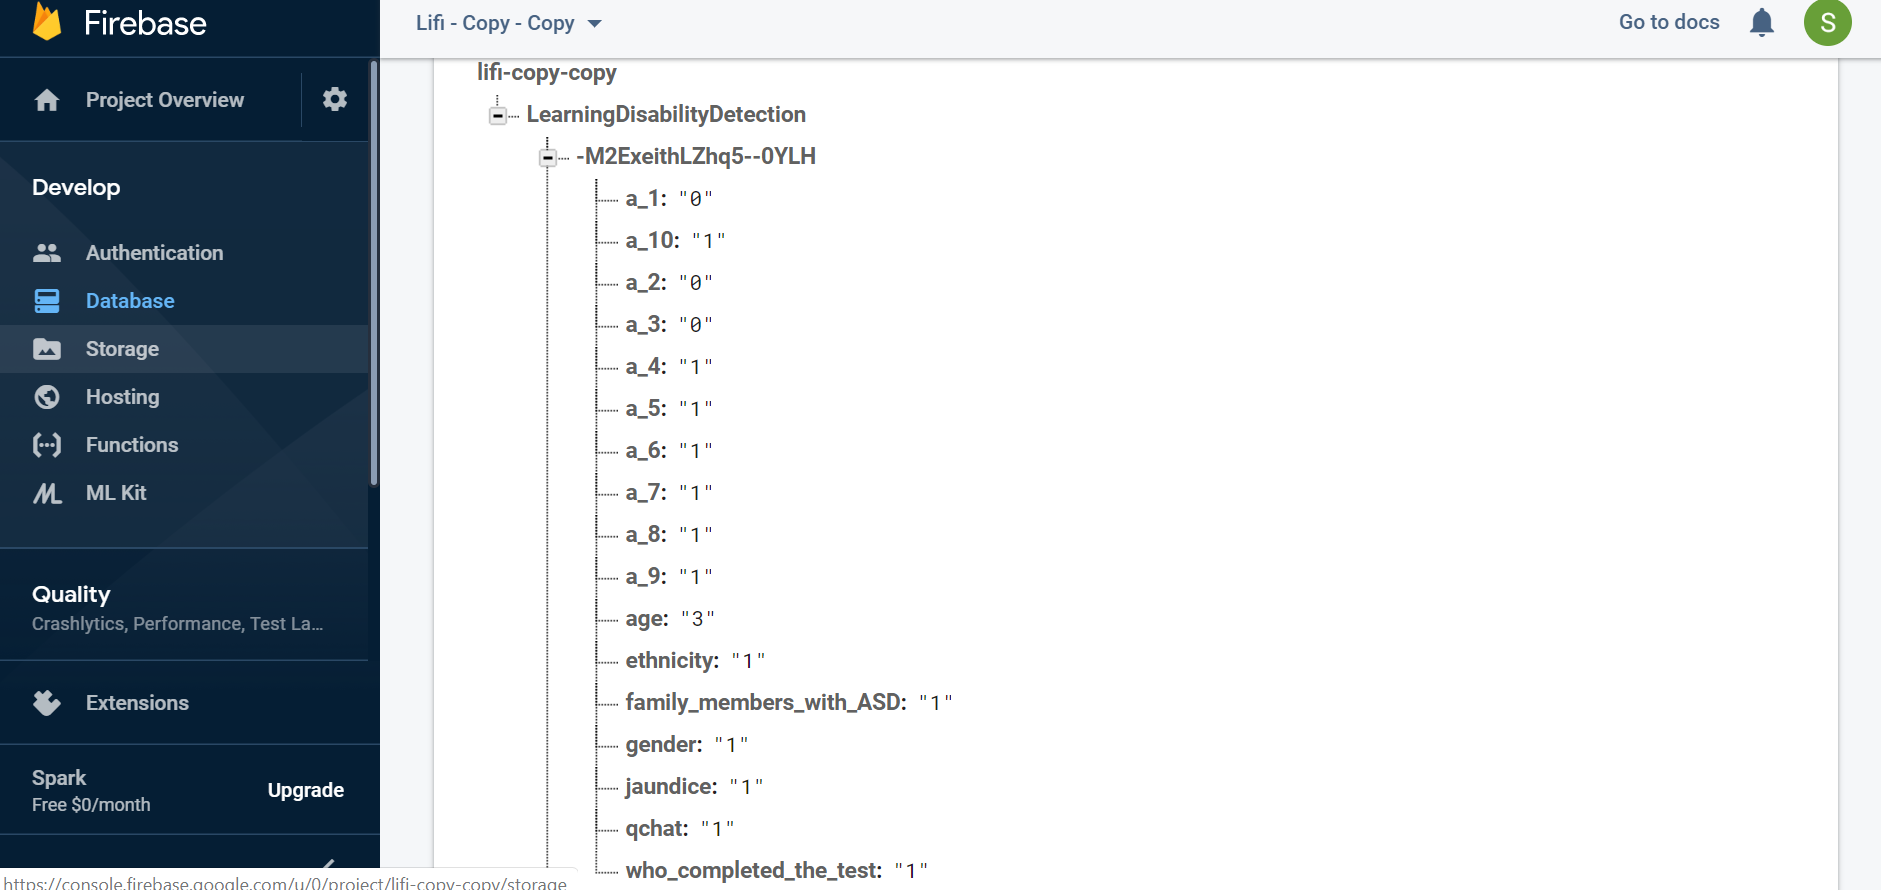 Firebase
Lifi - Copy - Copy
Go to docs
S
Project Overview
Develop
Authentication
Database
Storage
Hosting
Functions
ML Kit
Quality
Crashlytics, Performance, Test La...
Extensions
Spark
Free $0/month
Upgrade
https://console.firebase.google.com/u/0/project/lifi-copy-copy/storage
lifi-copy-copy
LearningDisabilityDetection
-M2ExeithLZhq5--0YLH
a_1: "0"
a_10: "1"
a_2: "0"
a_3: "0"
a_4: "1"
a_5: "1"
a_6: "1"
a_7: "1"
a_8: "1"
a_9: "1"
age: "3"
ethnicity: "1"
family_members_with_ASD: "1"
gender: "1"
jaundice: "1"
qchat: "1"
who_completed_the_test: "1"